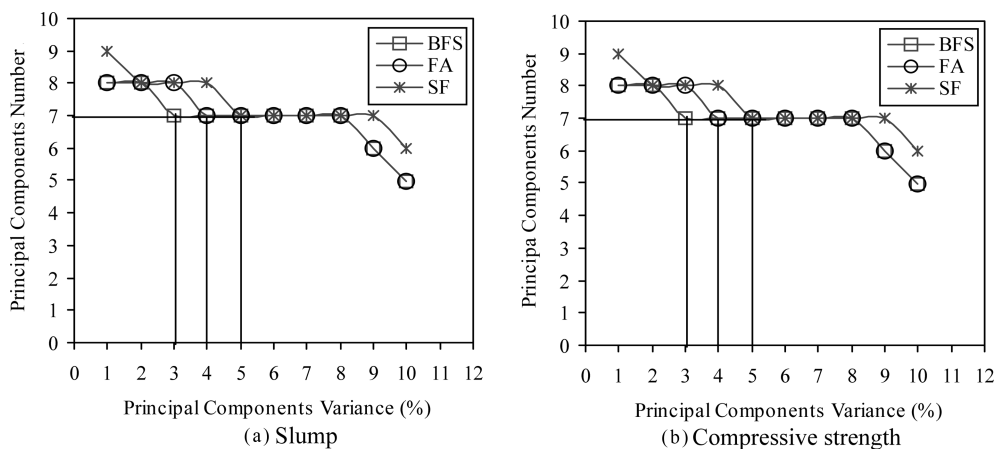 10
9
8
7
6
5
4
3
2
1
0
Principal Components Number
BFS
FA
SF
0 1 2 3 4 5 6 7 8 9 10 11 12
Principal Components Variance (%)
(a) Slump
10
9
8
7
6
5
4
3
2
1
0
Principa Components Number
BFS
FA
SF
0 1 2 3 4 5 6 7 8 9 10 11 12
Principal Components Variance (%)
(b) Compressive strength